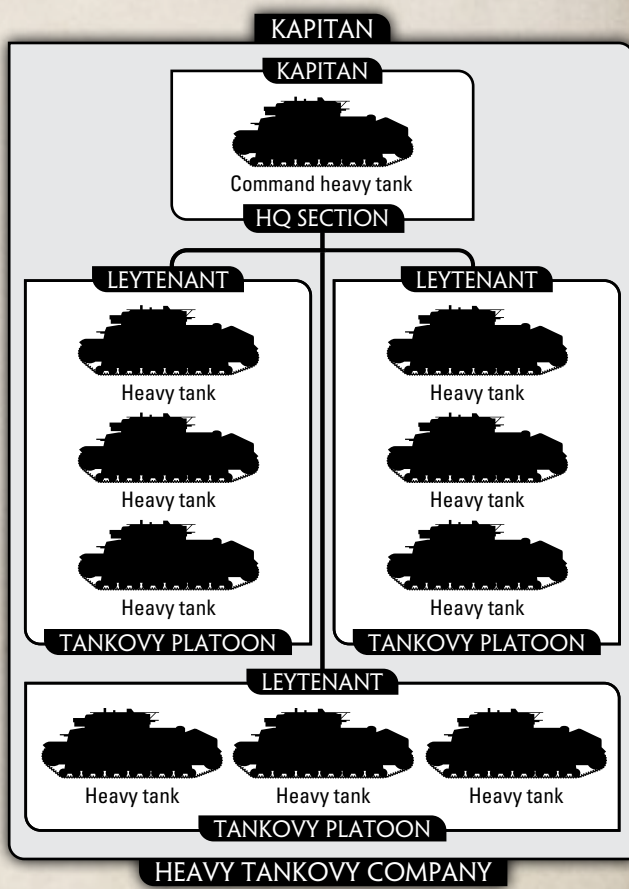 KAPITAN
KAPITAN
Command heavy tank
HQ SECTION
LEYTENANT
Heavy tank
Heavy tank
Heavy tank
TANKOVY PLATOON
LEYTENANT
Heavy tank
Heavy tank
Heavy tank
TANKOVY PLATOON
LEYTENANT
Heavy tank Heavy tank Heavy tank
TANKOVY PLATOON
HEAVY TANKOVY COMPANY